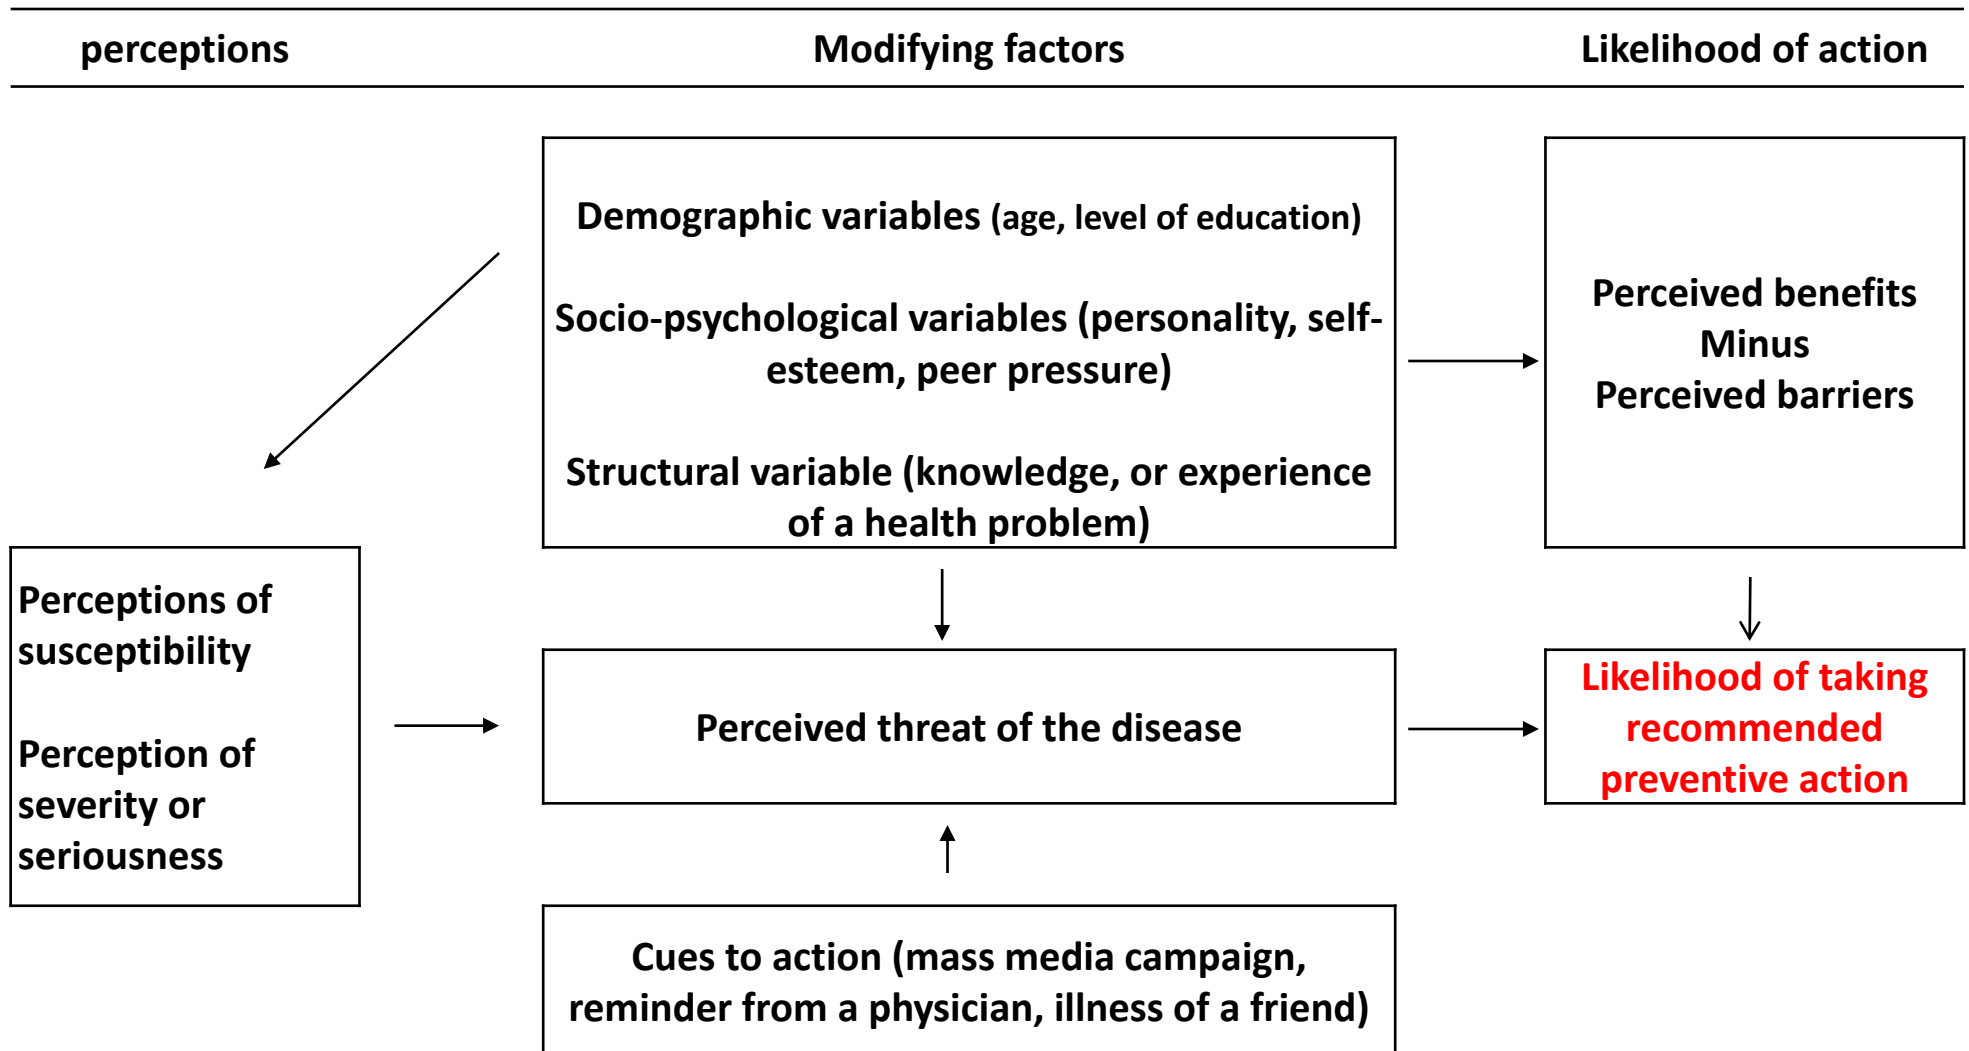 perceptions
Modifying factors
Likelihood of action
Demographic variables (age, level of education)
Socio-psychological variables (personality, self-
esteem, peer pressure)
Structural variable (knowledge, or experience
of a health problem)
Perceived benefits
Minus
Perceived barriers
Perceptions of
susceptibility
Perception of
severity or
seriousness
Perceived threat of the disease
Likelihood of taking
recommended
preventive action
Cues to action (mass media campaign,
reminder from a physician, illness of a friend)